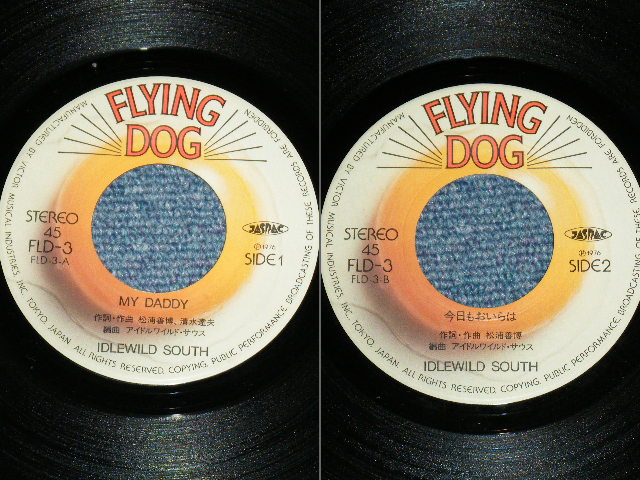 FLYING
DOG
STEREO
45
FLD-3
FLD-3-A
JASRAC
Ⓟ1976
SIDE 1
MY DADDY
作詞・作曲 松浦善博、清水達夫
編曲 アイドルワイルド・サウス
IDLEWILD SOUTH
MANUFACTURED BY VICTOR MUSICAL INDUSTRIES, INC. TOKYO, JAPAN. ALL RIGHTS RESERVED. COPYING, PUBLIC PERFORMANCE, BROADCASTING OF THESE RECORDS ARE FORBIDDEN
FLYING
DOG
STEREO
45
FLD-3
FLD-3-B
JASRAC
Ⓟ1976
SIDE 2
今日もおいらは
作詞・作曲 松浦善博
編曲 アイドルワイルド・サウス
IDLEWILD SOUTH
MANUFACTURED BY VICTOR MUSICAL INDUSTRIES, INC. TOKYO, JAPAN. ALL RIGHTS RESERVED. COPYING, PUBLIC PERFORMANCE, BROADCASTING OF THESE RECORDS ARE FORBIDDEN